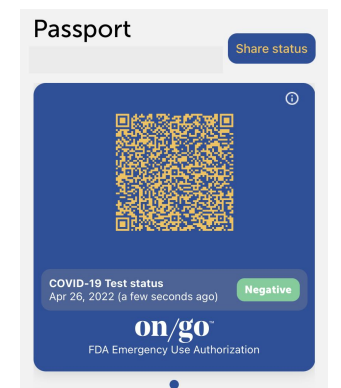 Passport
Share status
COVID-19 Test status
Apr 26, 2022 (a few seconds ago)
Negative
on/go™
FDA Emergency Use Authorization